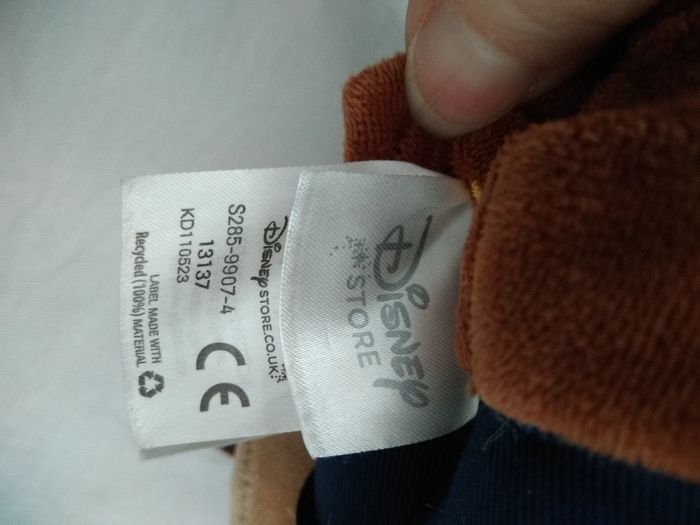 Disney
STORE
Disney STORE.CO.UK
S285-9907-4
13137
KD110523
CE
LABEL MADE WITH
Recycled (100%) MATERIAL